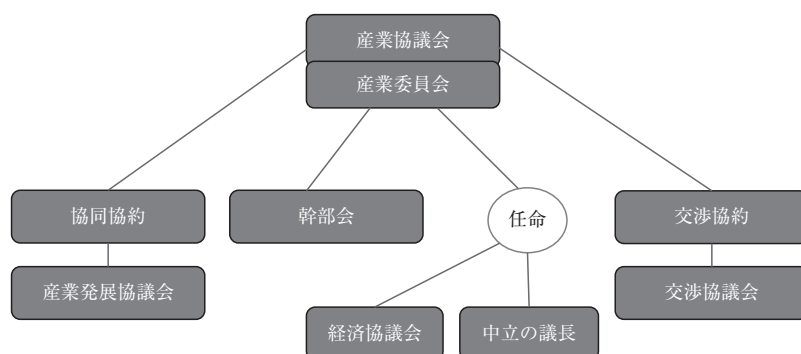 産業協議会
産業委員会
協同協約
幹部会
任命
交渉協約
産業発展協議会
交渉協議会
経済協議会
中立の議長